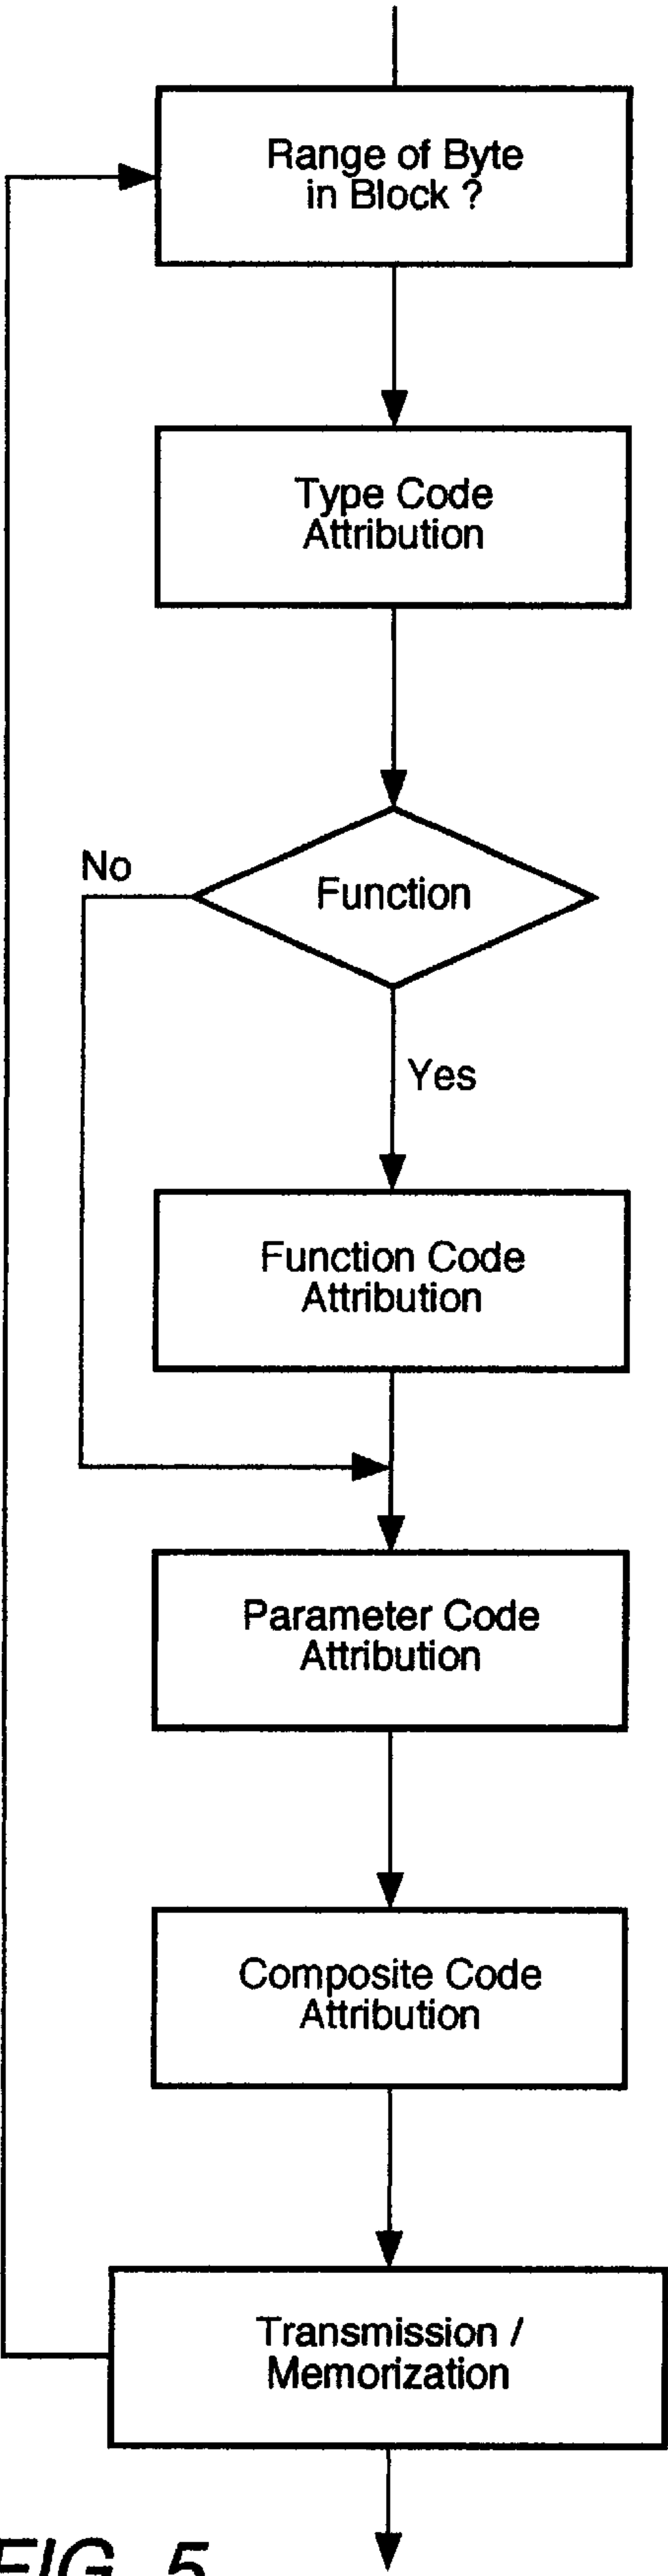 Range of Byte
in Block ?
Type Code
Attribution
Function
No
Yes
Function Code
Attribution
Parameter Code
Attribution
Composite Code
Attribution
Transmission /
Memorization
FIG. 5